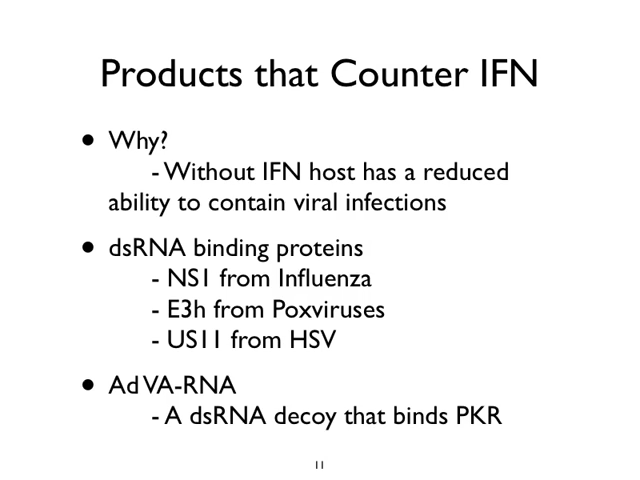 Products that Counter IFN
• Why?
- Without IFN host has a reduced
ability to contain viral infections
• dsRNA binding proteins
- NS1 from Influenza
- E3h from Poxviruses
- US11 from HSV
• Ad VA-RNA
- A dsRNA decoy that binds PKR
11